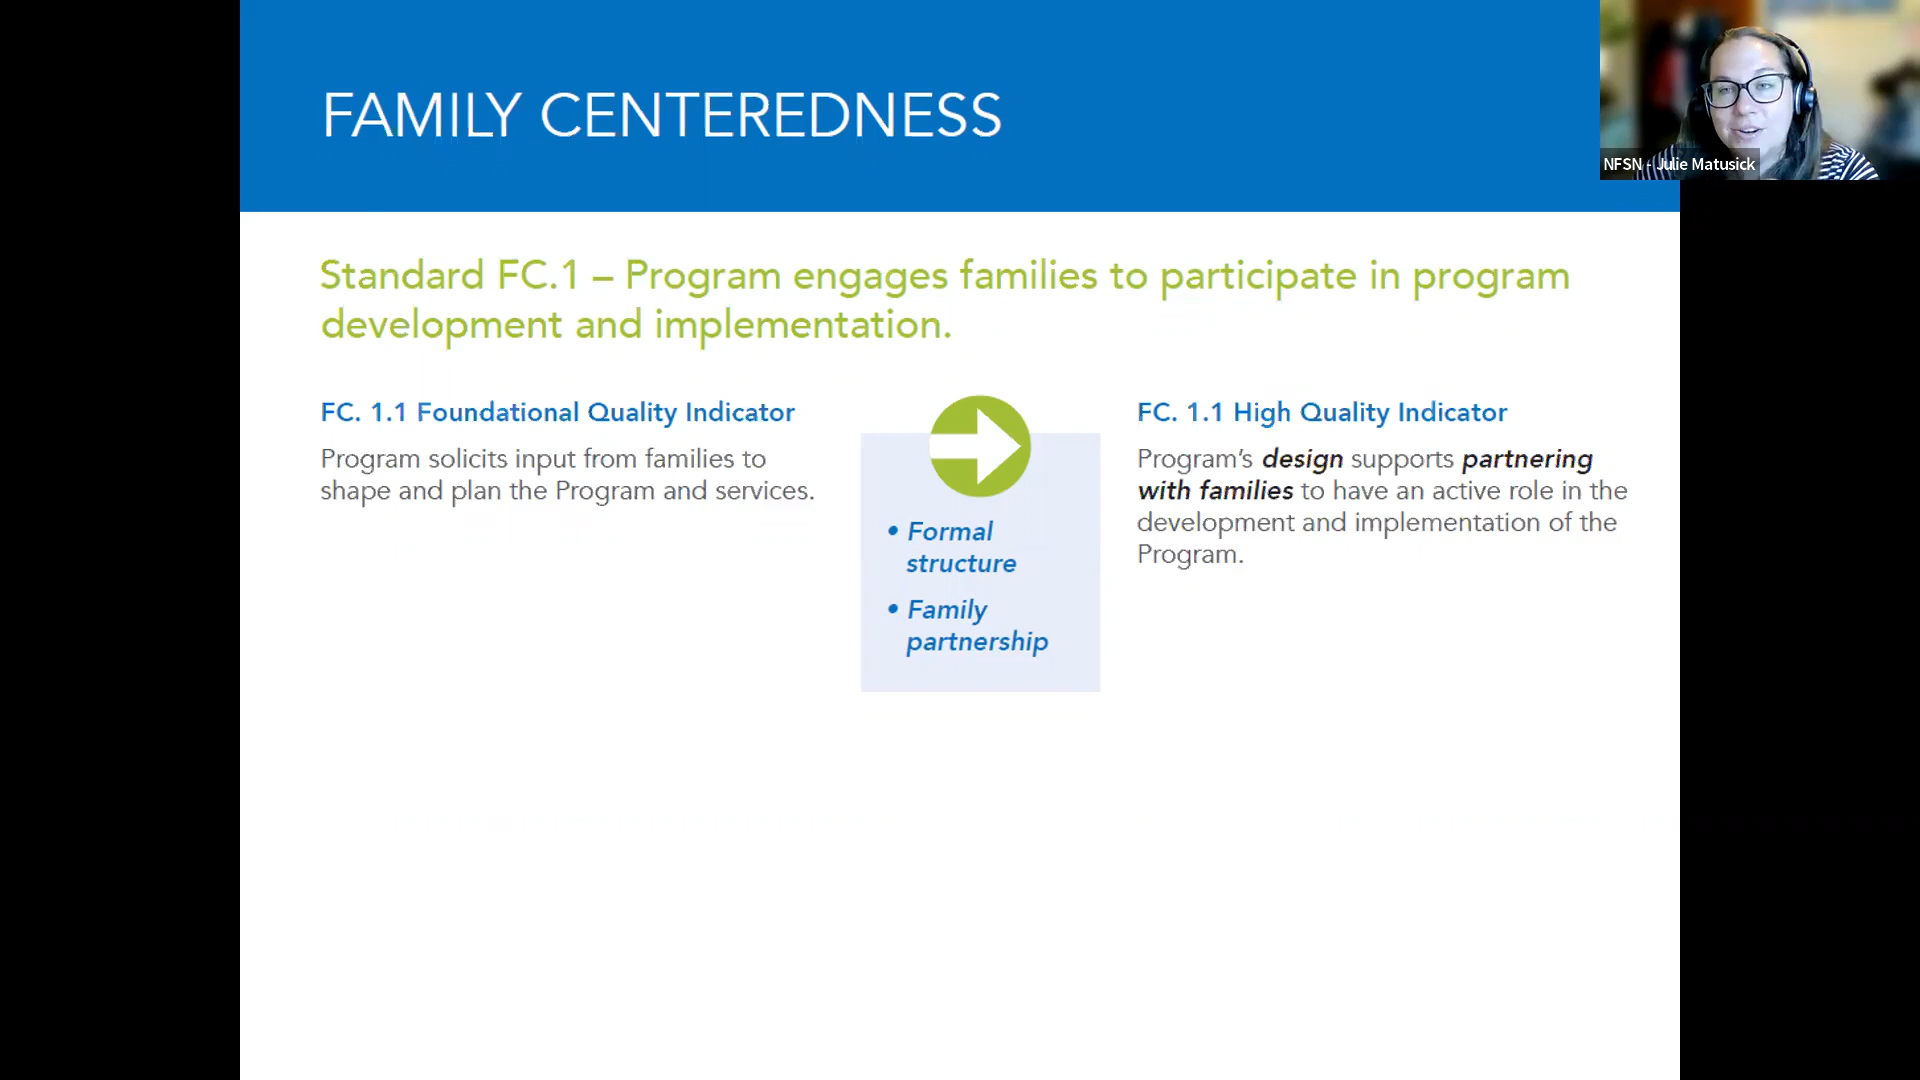 FAMILY CENTEREDNESS
NFSN - Julie Matusick
Standard FC.1 – Program engages families to participate in program
development and implementation.
FC. 1.1 Foundational Quality Indicator
Program solicits input from families to
shape and plan the Program and services.
• Formal
structure
• Family
partnership
FC. 1.1 High Quality Indicator
Program’s design supports partnering
with families to have an active role in the
development and implementation of the
Program.